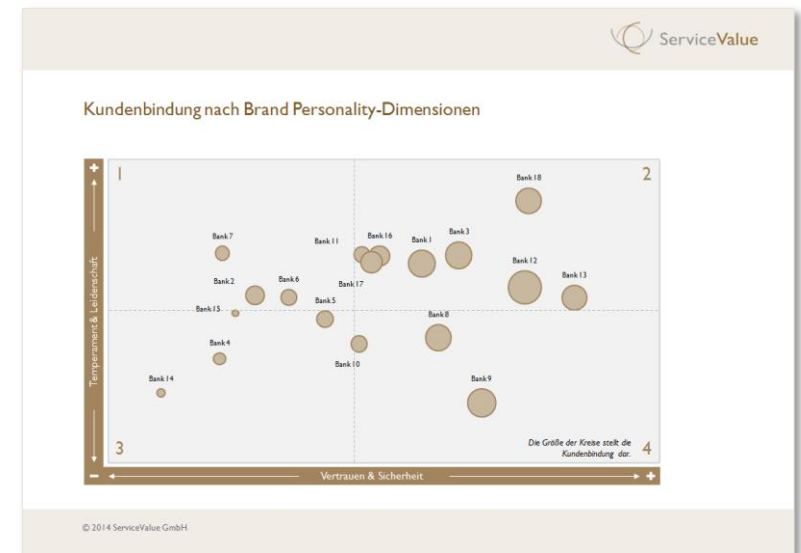 ServiceValue
Kundenbindung nach Brand Personality-Dimensionen
1
2
Bank 18
Bank 7
Bank 11
Bank 16
Bank 1
Bank 3
Bank 2
Bank 6
Bank 17
Bank 12
Bank 13
Bank 15
Bank 5
Bank 8
Bank 4
Bank 10
Bank 14
Bank 9
3
Die Größe der Kreise stellt die
Kundenbindung dar.
4
+
Temperament & Leidenschaft
–
Vertrauen & Sicherheit
+
© 2014 ServiceValue GmbH